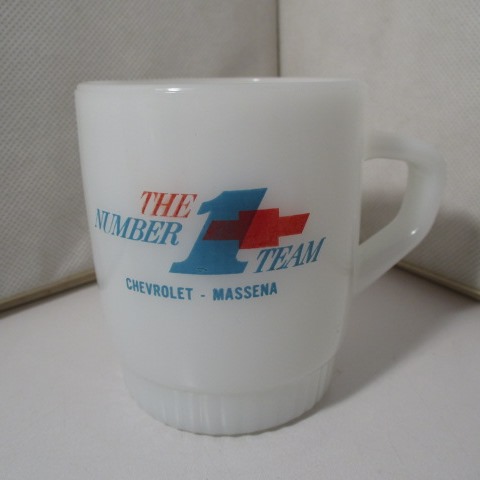 THE
NUMBER 1 TEAM
CHEVROLET - MASSENA